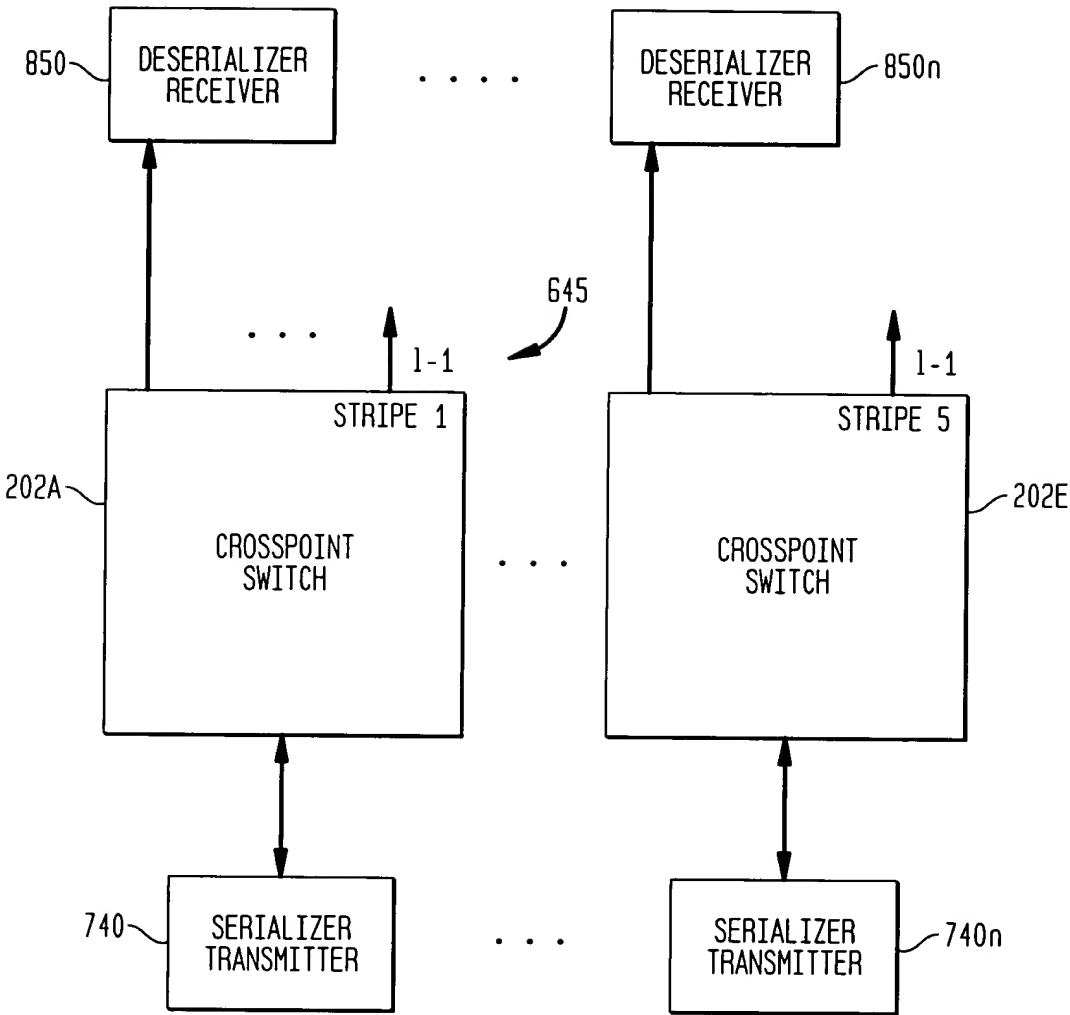 850
DESERIALIZER
RECEIVER
DESERIALIZER
RECEIVER
850n
645
1-1
1-1
STRIPE 1
STRIPE 5
202A
CROSSPOINT
SWITCH
CROSSPOINT
SWITCH
202E
740
SERIALIZER
TRANSMITTER
SERIALIZER
TRANSMITTER
740n